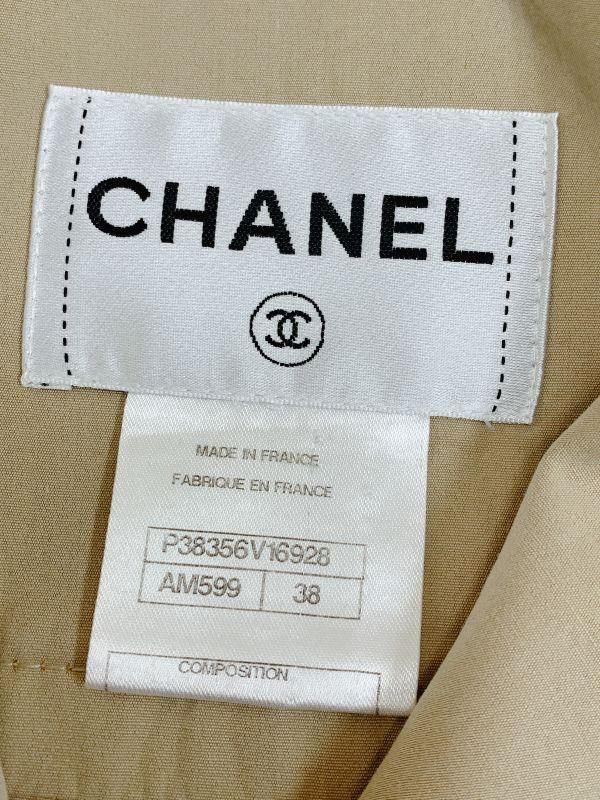 CHANEL
MADE IN FRANCE
FABRIQUE EN FRANCE
P38356V16928
AM599 38
COMPOSITION